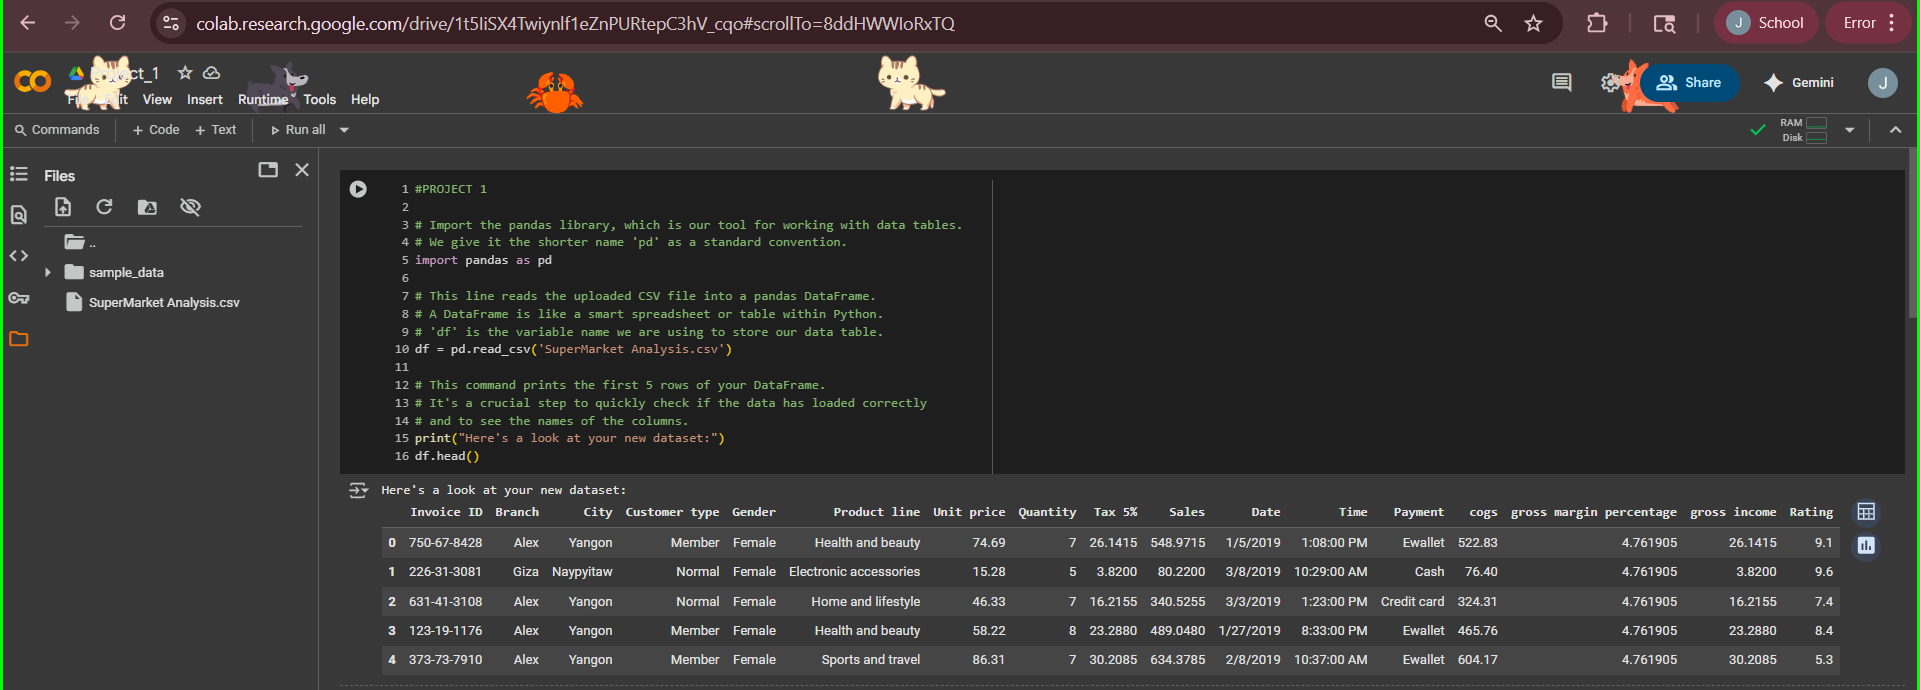 colab.research.google.com/drive/1t5IiSX4Twiynlf1eZnPURtepC3hV_cqo#scrollTo=8ddHWWIoRxTQ
J School
Error
ct_1
View Insert Runtime Tools Help
Share
Gemini
J
Commands
+ Code + Text
Run all
RAM
Disk
Files
..
sample_data
SuperMarket Analysis.csv
1 #PROJECT 1
2
3 # Import the pandas library, which is our tool for working with data tables.
4 # We give it the shorter name 'pd' as a standard convention.
5 import pandas as pd
6
7 # This line reads the uploaded CSV file into a pandas DataFrame.
8 # A DataFrame is like a smart spreadsheet or table within Python.
9 # 'df' is the variable name we are using to store our data table.
10 df = pd.read_csv('SuperMarket Analysis.csv')
11
12 # This command prints the first 5 rows of your DataFrame.
13 # It's a crucial step to quickly check if the data has loaded correctly
14 # and to see the names of the columns.
15 print("Here's a look at your new dataset:")
16 df.head()
Here's a look at your new dataset:
Invoice ID Branch City Customer type Gender Product line Unit price Quantity Tax 5% Sales Date Time Payment cogs gross margin percentage gross income Rating
0 750-67-8428 Alex Yangon Member Female Health and beauty 74.69 7 26.1415 548.9715 1/5/2019 1:08:00 PM Ewallet 522.83 4.761905 26.1415 9.1
1 226-31-3081 Giza Naypyitaw Normal Female Electronic accessories 15.28 5 3.8200 80.2200 3/8/2019 10:29:00 AM Cash 76.40 4.761905 3.8200 9.6
2 631-41-3108 Alex Yangon Normal Female Home and lifestyle 46.33 7 16.2155 340.5255 3/3/2019 1:23:00 PM Credit card 324.31 4.761905 16.2155 7.4
3 123-19-1176 Alex Yangon Member Female Health and beauty 58.22 8 23.2880 489.0480 1/27/2019 8:33:00 PM Ewallet 465.76 4.761905 23.2880 8.4
4 373-73-7910 Alex Yangon Member Female Sports and travel 86.31 7 30.2085 634.3785 2/8/2019 10:37:00 AM Ewallet 604.17 4.761905 30.2085 5.3